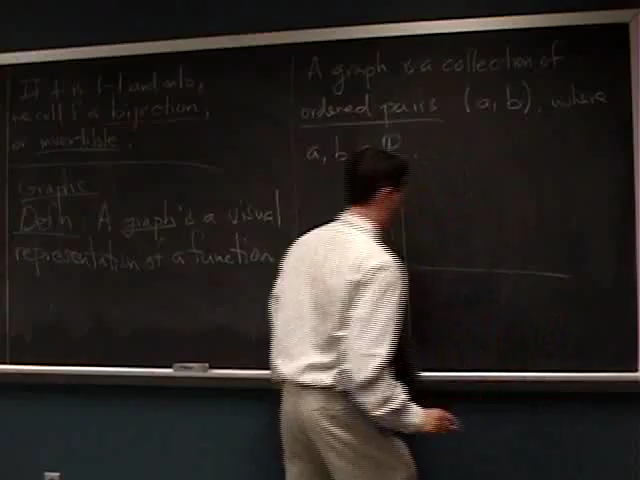 If f is 1-1 and onto,
we call f a bijection,
or invertible.
Graphs
Defn: A graph is a visual
representation of a function
A graph is a collection of
ordered pairs (a, b), where
a, b ℝ.